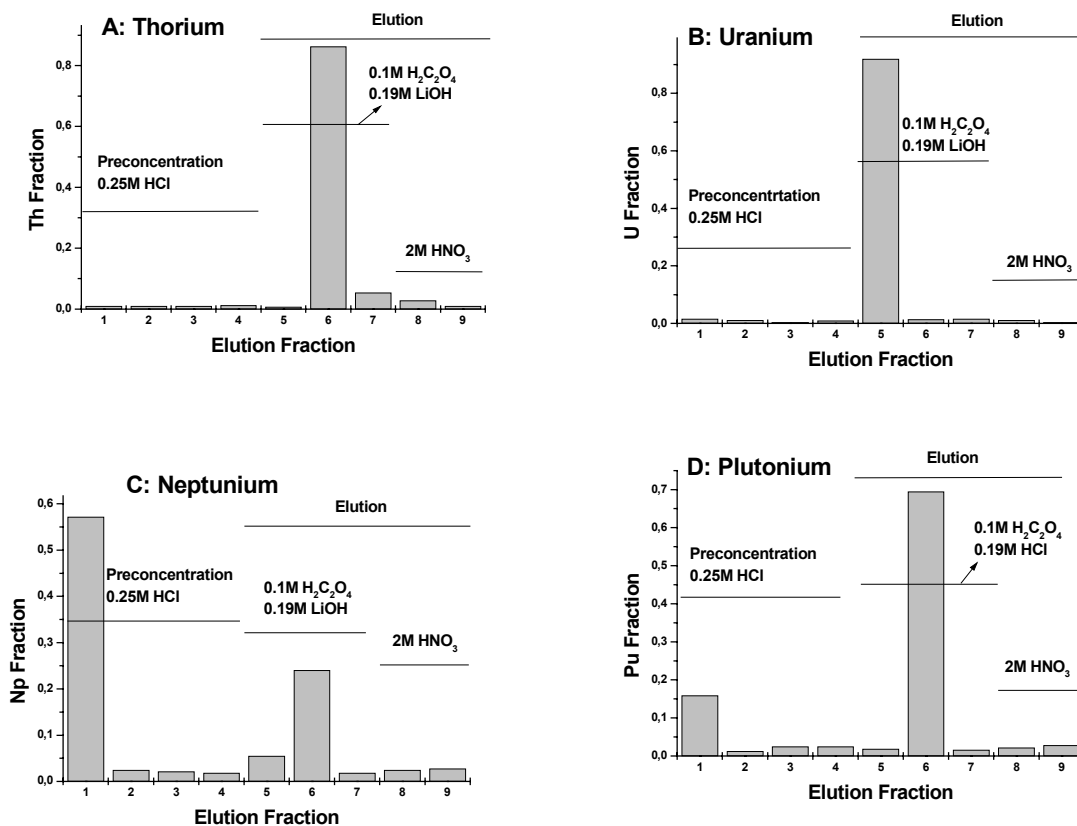 A: Thorium
Elution
0.1M H₂C₂O₄
0.19M LiOH
Preconcentration
0.25M HCl
2M HNO₃
Th Fraction
0,8
0,6
0,4
0,2
0,0
1 2 3 4 5 6 7 8 9
Elution Fraction
B: Uranium
Elution
0.1M H₂C₂O₄
0.19M LiOH
Preconcentrtation
0.25M HCl
2M HNO₃
U Fraction
0,8
0,6
0,4
0,2
0,0
1 2 3 4 5 6 7 8 9
Elution Fraction
C: Neptunium
Elution
Preconcentration
0.25M HCl
0.1M H₂C₂O₄
0.19M LiOH
2M HNO₃
Np Fraction
0,6
0,5
0,4
0,3
0,2
0,1
0,0
1 2 3 4 5 6 7 8 9
Elution Fraction
D: Plutonium
Elution
0.1M H₂C₂O₄
0.19M HCl
Preconcentration
0.25M HCl
2M HNO₃
Pu Fraction
0,7
0,6
0,5
0,4
0,3
0,2
0,1
0,0
1 2 3 4 5 6 7 8 9
Elution Fraction